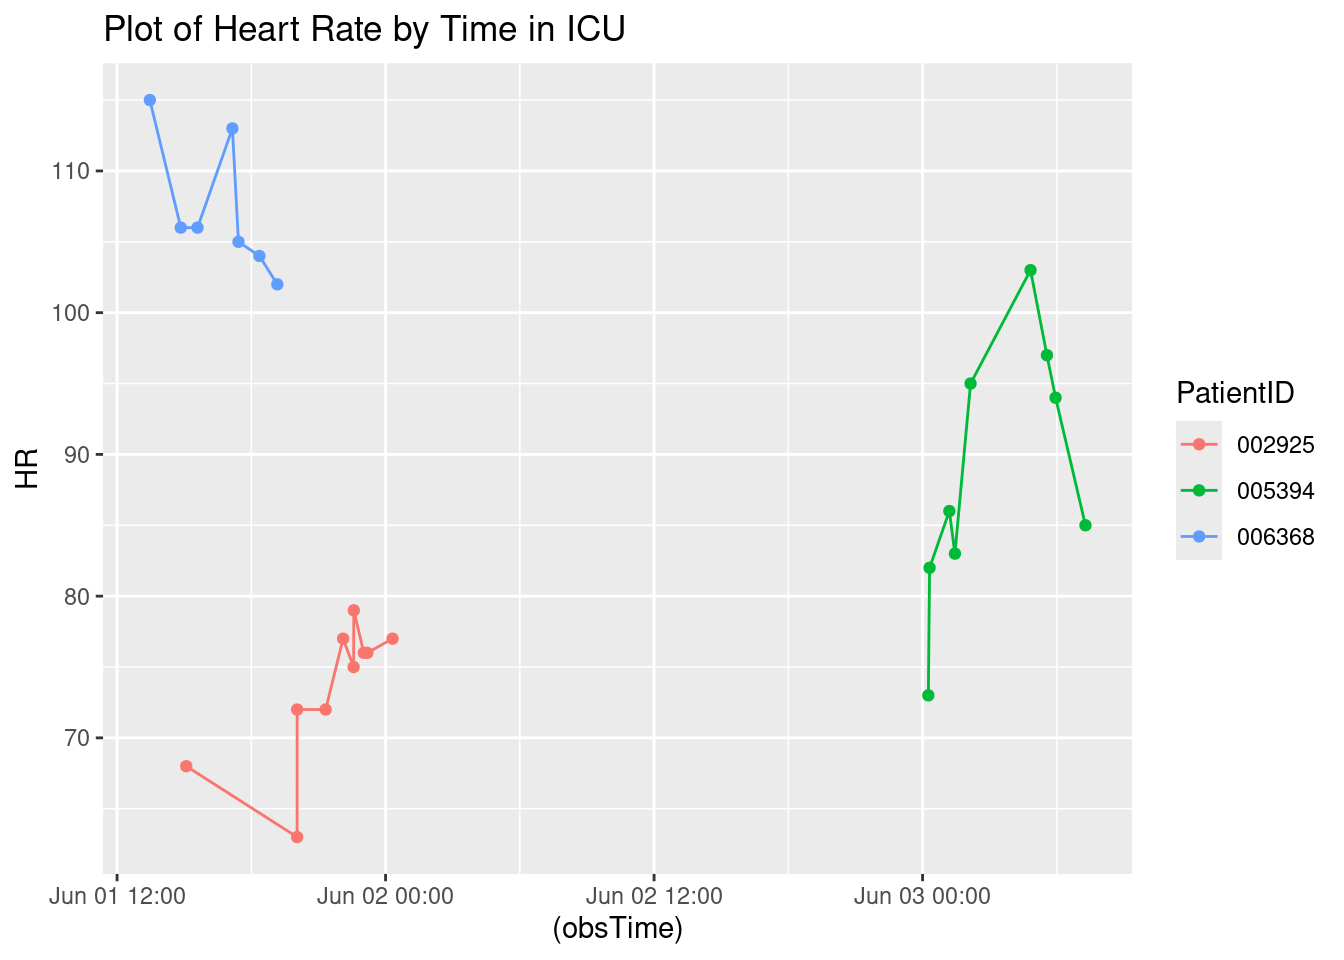 Plot of Heart Rate by Time in ICU
110
100
90
80
70
HR
Jun 01 12:00 Jun 02 00:00 Jun 02 12:00 Jun 03 00:00
(obsTime)
PatientID
002925
005394
006368